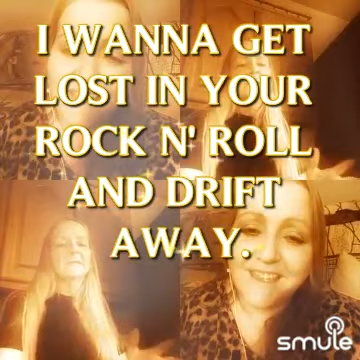 I WANNA GET
LOST IN YOUR
ROCK N' ROLL
AND DRIFT
AWAY.
smule